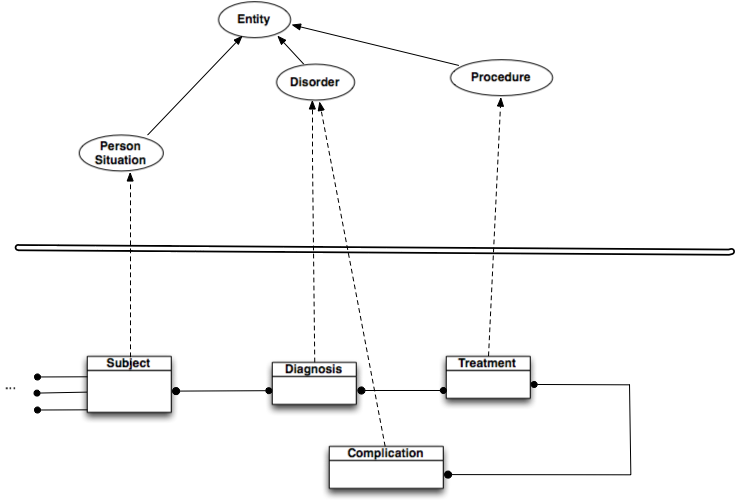 Entity
Disorder
Procedure
Person
Situation
Subject
Diagnosis
Treatment
...
Complication